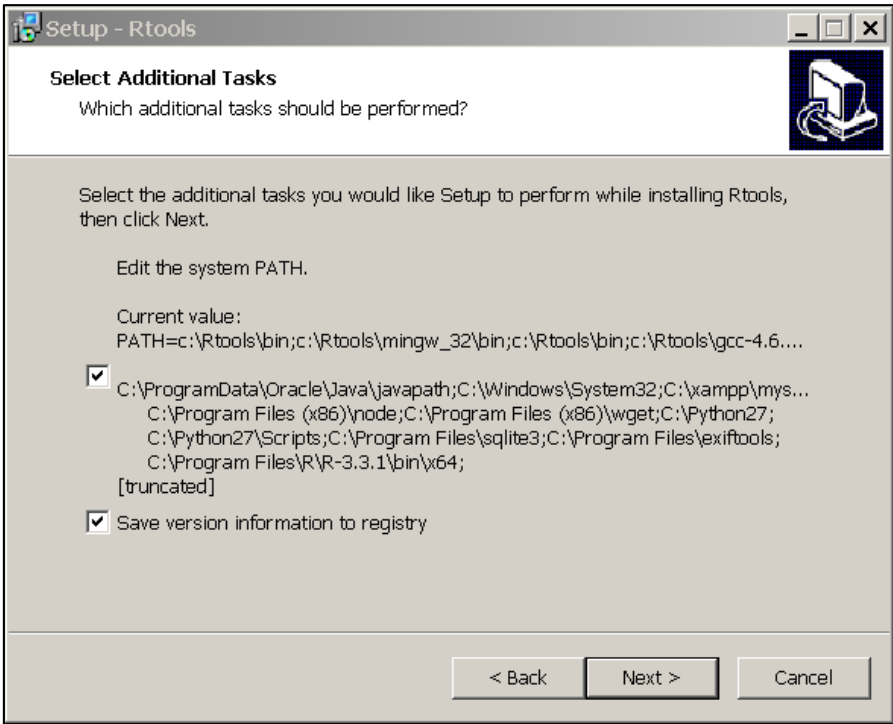 Setup - Rtools
Select Additional Tasks
Which additional tasks should be performed?
Select the additional tasks you would like Setup to perform while installing Rtools,
then click Next.
Edit the system PATH.
Current value:
PATH=c:\Rtools\bin;c:\Rtools\mingw_32\bin;c:\Rtools\bin;c:\Rtools\gcc-4.6....
C:\ProgramData\Oracle\Java\javapath;C:\Windows\System32;C:\xampp\mys...
C:\Program Files (x86)\node;C:\Program Files (x86)\wget;C:\Python27;
C:\Python27\Scripts;C:\Program Files\sqlite3;C:\Program Files\exiftools;
C:\Program Files\R\R-3.3.1\bin\x64;
[truncated]
Save version information to registry
< Back Next > Cancel